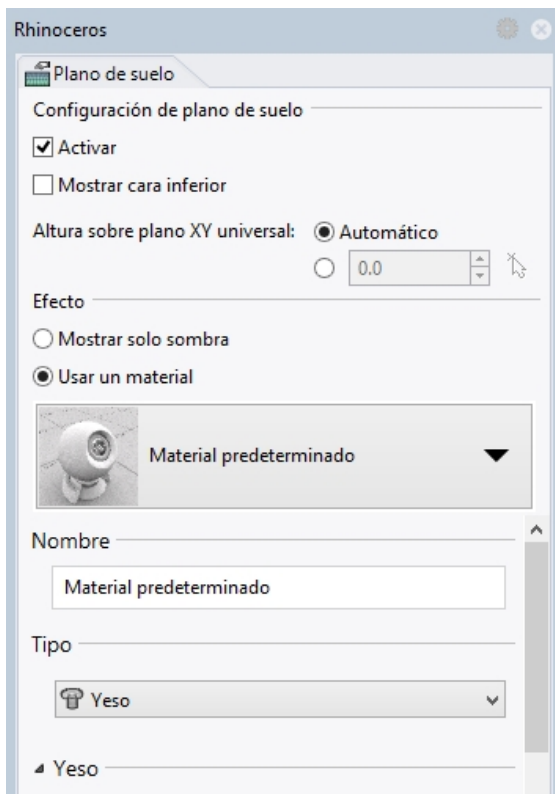 Rhinoceros
Plano de suelo
Configuración de plano de suelo
Activar
Mostrar cara inferior
Altura sobre plano XY universal: Automático
0.0
Efecto
Mostrar solo sombra
Usar un material
Material predeterminado
Nombre
Material predeterminado
Tipo
Yeso
Yeso